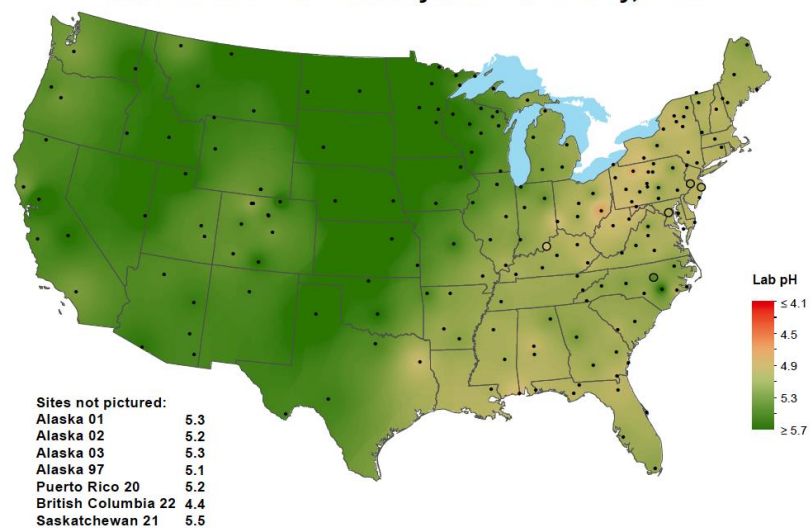 Sites not pictured:
Alaska 01 5.3
Alaska 02 5.2
Alaska 03 5.3
Alaska 97 5.1
Puerto Rico 20 5.2
British Columbia 22 4.4
Saskatchewan 21 5.5
Lab pH
≤ 4.1
4.5
4.9
5.3
≥ 5.7